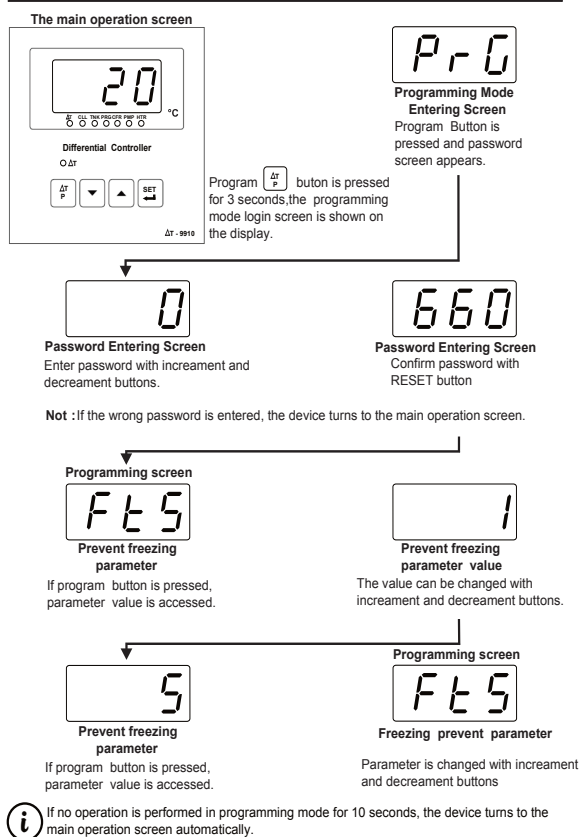 The main operation screen
20
°C
ΔT CLL TNK PRG CFR PMP HTR
Differential Controller
ΔT
ΔT P
SET
ΔT - 9910
Program ΔT P buton is pressed
for 3 seconds,the programming
mode login screen is shown on
the display.
PrG
Programming Mode
Entering Screen
Program Button is
pressed and password
screen appears.
0
Password Entering Screen
Enter password with increament and
decreament buttons.
660
Password Entering Screen
Confirm password with
RESET button
Not : If the wrong password is entered, the device turns to the main operation screen.
Programming screen
FtS
Prevent freezing
parameter
If program button is pressed,
parameter value is accessed.
1
Prevent freezing
parameter value
The value can be changed with
increament and decreament buttons.
5
Prevent freezing
parameter
If program button is pressed,
parameter value is accessed.
Programming screen
FtS
Freezing prevent parameter
Parameter is changed with increament
and decreament buttons
i
If no operation is performed in programming mode for 10 seconds, the device turns to the
main operation screen automatically.